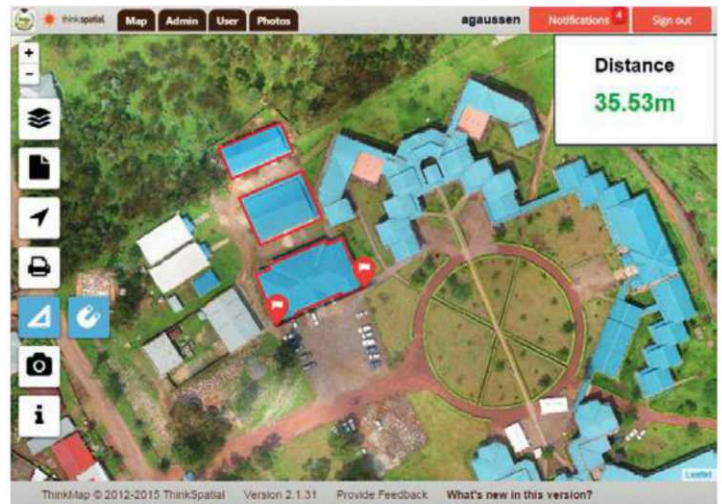 thinkspatial Map Admin User Photos agaussen Notifications 4 Sign out
+
-
Distance
35.53m
i
Leaflet
ThinkMap © 2012-2015 ThinkSpatial Version 2.1.31 Provide Feedback What's new in this version?